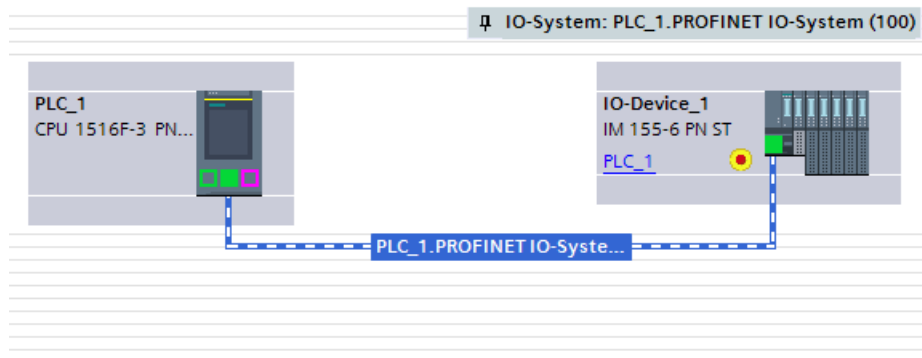 IO-System: PLC_1.PROFINET IO-System (100)
PLC_1
CPU 1516F-3 PN...
IO-Device_1
IM 155-6 PN ST
PLC_1
PLC_1.PROFINET IO-Syste...